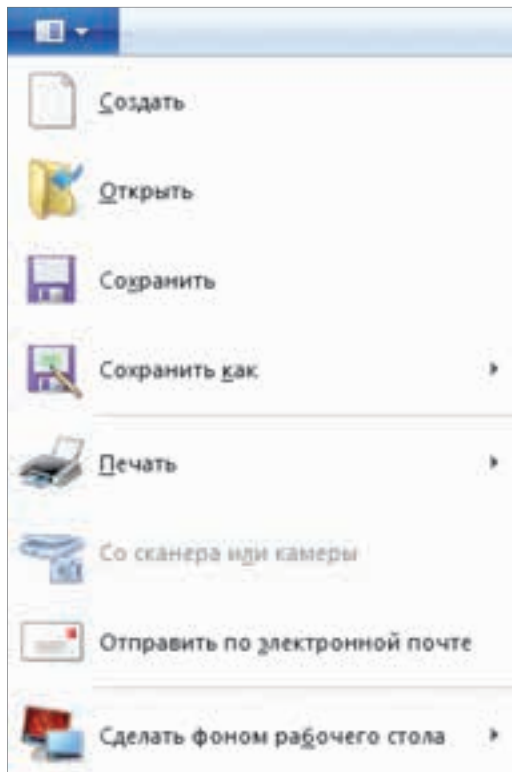 Создать
Открыть
Сохранить
Сохранить как
Печать
Со сканера или камеры
Отправить по электронной почте
Сделать фоном рабочего стола